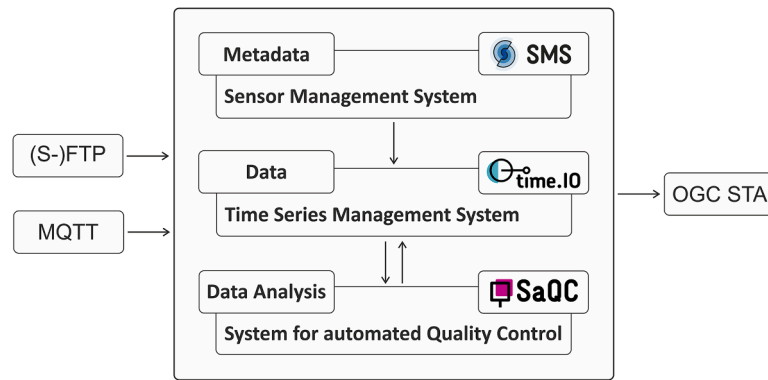 Metadata
SMS
Sensor Management System
(S-)FTP
Data
time.IO
OGC STA
Time Series Management System
MQTT
Data Analysis
SaQC
System for automated Quality Control